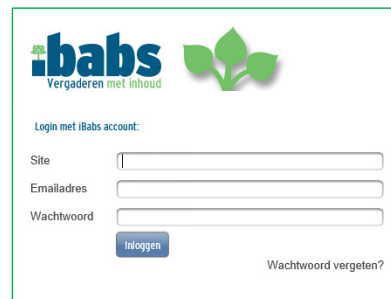 ibabs
Vergaderen met inhoud
Login met iBabs account:
Site
Emailadres
Wachtwoord
Inloggen
Wachtwoord vergeten?